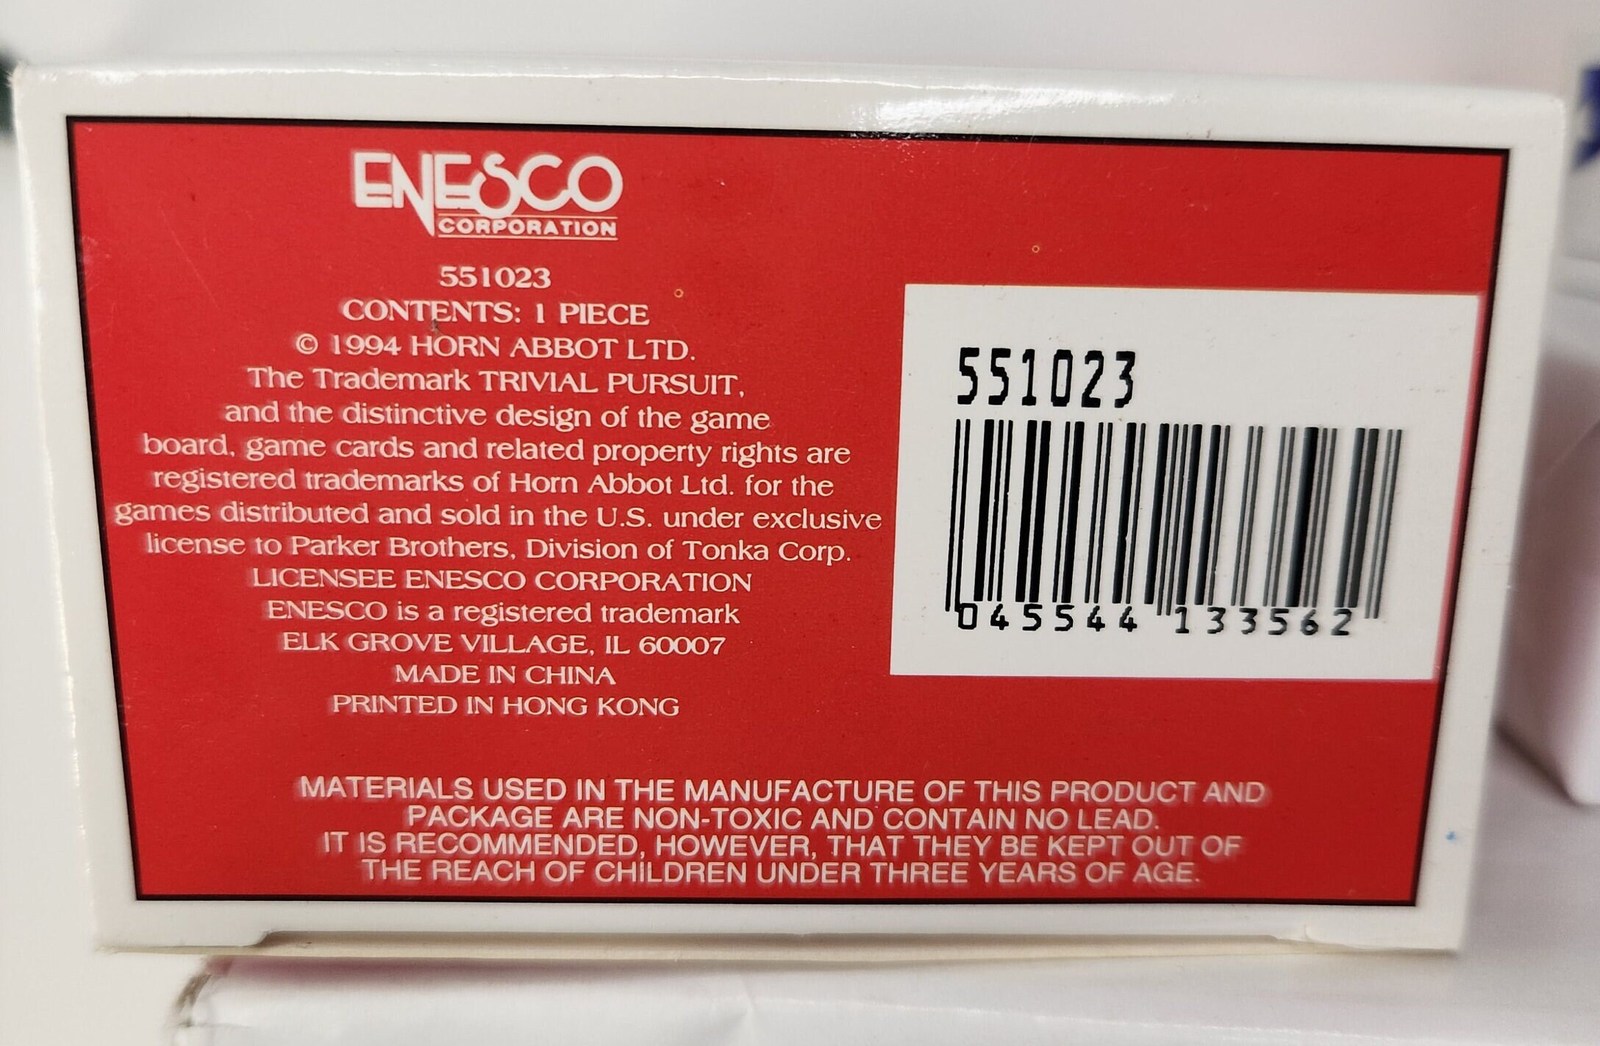 ENESCO
CORPORATION
551023
CONTENTS: 1 PIECE
© 1994 HORN ABBOT LTD.
The Trademark TRIVIAL PURSUIT,
and the distinctive design of the game
board, game cards and related property rights are
registered trademarks of Horn Abbot Ltd. for the
games distributed and sold in the U.S. under exclusive
license to Parker Brothers, Division of Tonka Corp.
LICENSEE ENESCO CORPORATION
ENESCO is a registered trademark
ELK GROVE VILLAGE, IL 60007
MADE IN CHINA
PRINTED IN HONG KONG
551023
045544 133562
MATERIALS USED IN THE MANUFACTURE OF THIS PRODUCT AND
PACKAGE ARE NON-TOXIC AND CONTAIN NO LEAD.
IT IS RECOMMENDED, HOWEVER, THAT THEY BE KEPT OUT OF
THE REACH OF CHILDREN UNDER THREE YEARS OF AGE.